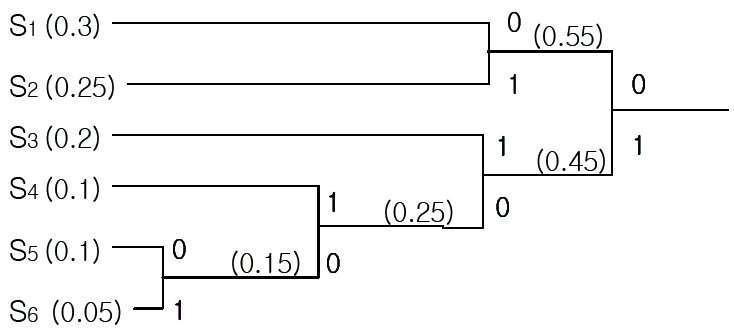 S1 (0.3) 0
(0.55)
S2 (0.25) 1 0
S3 (0.2) 1 1
(0.45)
S4 (0.1) 1
(0.25) 0
S5 (0.1) 0
(0.15) 0
S6 (0.05) 1